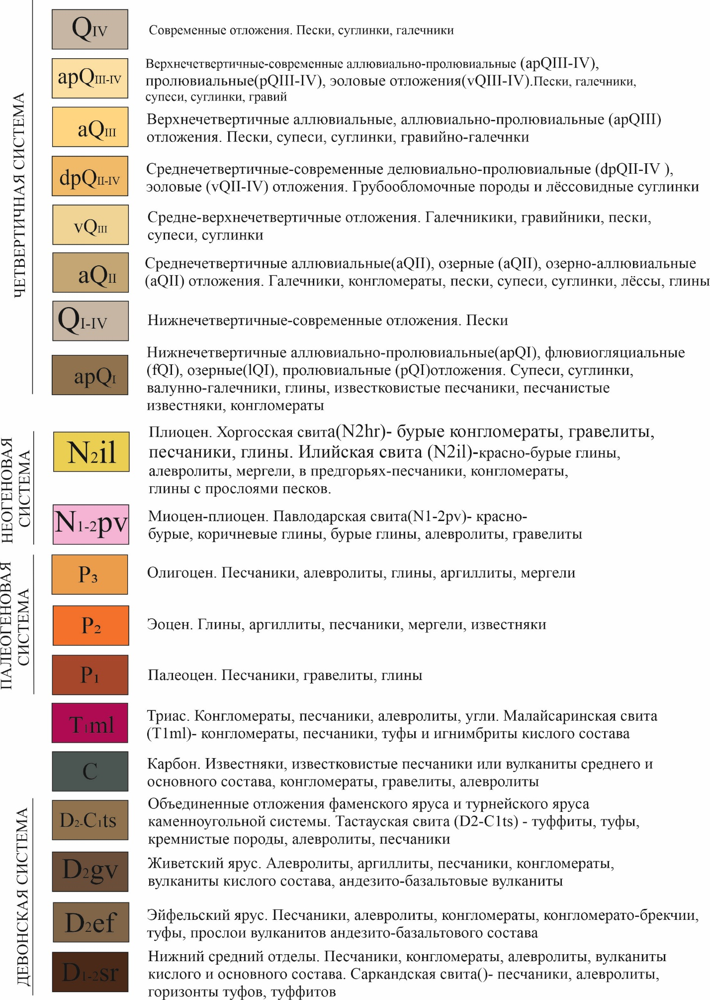 ЧЕТВЕРТИЧНАЯ СИСТЕМА
QIV
Современные отложения. Пески, суглинки, галечники
apQIII-IV
Верхнечетвертичные-современные аллювиально-пролювиальные (apQIII-IV),
пролювиальные(pQIII-IV), эоловые отложения(vQIII-IV).Пески, галечники,
супеси, суглинки, гравий
aQIII
Верхнечетвертичные аллювиальные, аллювиально-пролювиальные (apQIII)
отложения. Пески, супеси, суглинки, гравийно-галечнки
dpQII-IV
Среднечетвертичные-современные делювиально-пролювиальные (dpQII-IV ),
эоловые (vQII-IV) отложения. Грубообломочные породы и лёссовидные суглинки
vQIII
Средне-верхнечетвертичные отложения. Галечникики, гравийники, пески,
супеси, суглинки
aQII
Среднечетвертичные аллювиальные(aQII), озерные (aQII), озерно-аллювиальные
(aQII) отложения. Галечники, конгломераты, пески, супеси, суглинки, лёссы, глины
QI-IV
Нижнечетвертичные-современные отложения. Пески
apQI
Нижнечетвертичные аллювиально-пролювиальные(apQI), флювиогляциальные
(fQI), озерные(lQI), пролювиальные (pQI)отложения. Супеси, суглинки,
валунно-галечники, глины, известковистые песчаники, песчанистые
известняки, конгломераты
НЕОГЕНОВАЯ
СИСТЕМА
N2il
Плиоцен. Хоргосская свита(N2hr)- бурые конгломераты, гравелиты,
песчаники, глины. Илийская свита (N2il)-красно-бурые глины,
алевролиты, мергели, в предгорьях-песчаники, конгломераты,
глины с прослоями песков.
N1-2pv
Миоцен-плиоцен. Павлодарская свита(N1-2pv)- красно-
бурые, коричневые глины, бурые глины, алевролиты, гравелиты
ПАЛЕОГЕНОВАЯ
СИСТЕМА
P3
Олигоцен. Песчаники, алевролиты, глины, аргиллиты, мергели
P2
Эоцен. Глины, аргиллиты, песчаники, мергели, известняки
P1
Палеоцен. Песчаники, гравелиты, глины
T1ml
Триас. Конгломераты, песчаники, алевролиты, угли. Малайсаринская свита
(T1ml)- конгломераты, песчаники, туфы и игнимбриты кислого состава
C
Карбон. Известняки, известковистые песчаники или вулканиты среднего и
основного состава, конгломераты, гравелиты, алевролиты
ДЕВОНСКАЯ СИСТЕМА
D2-C1ts
Объединенные отложения фаменского яруса и турнейского яруса
каменноугольной системы. Тастауская свита (D2-C1ts) - туффиты, туфы,
кремнистые породы, алевролиты, песчаники
D2gv
Живетский ярус. Алевролиты, аргиллиты, песчаники, конгломераты,
вулканиты кислого состава, андезито-базальтовые вулканиты
D2ef
Эйфельский ярус. Песчаники, алевролиты, конгломераты, конгломерато-брекчии,
туфы, прослои вулканитов андезито-базальтового состава
D1-2sr
Нижний средний отделы. Песчаники, конгломераты, алевролиты, вулканиты
кислого и основного состава. Саркандская свита()- песчаники, алевролиты,
горизонты туфов, туффитов